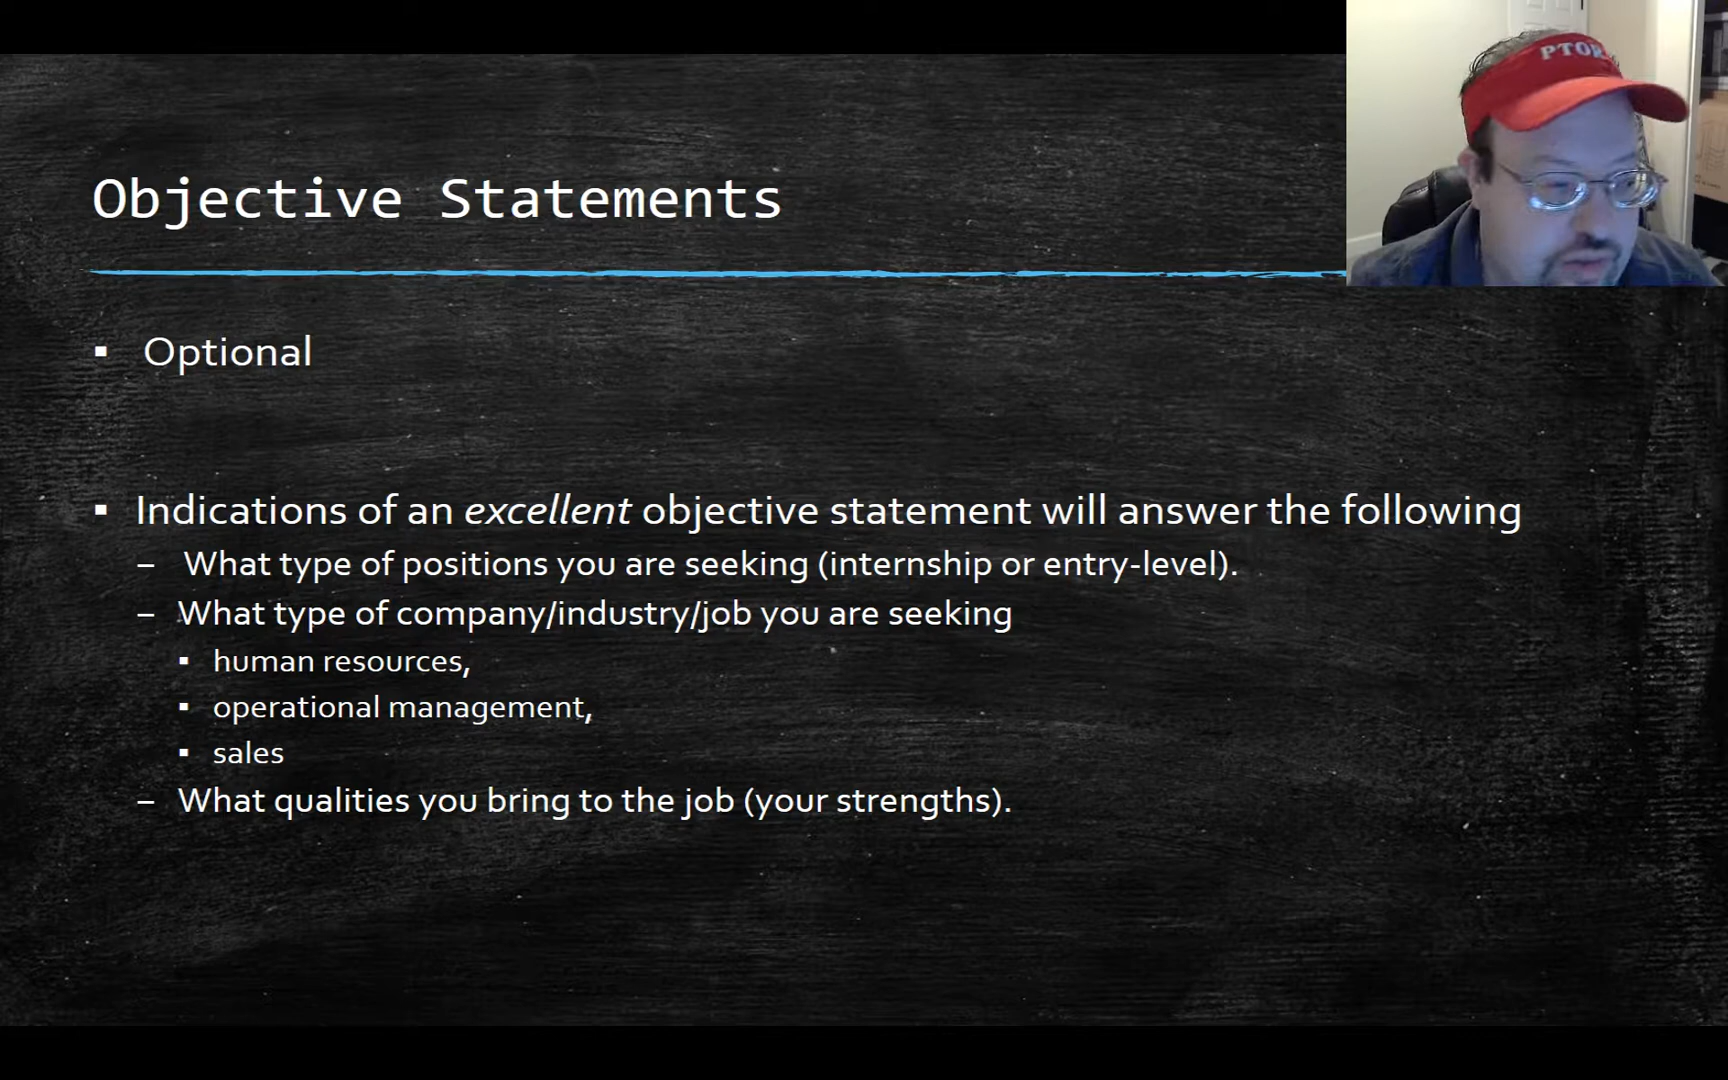 PTOR
Objective Statements
▪ Optional
▪ Indications of an excellent objective statement will answer the following
– What type of positions you are seeking (internship or entry-level).
– What type of company/industry/job you are seeking
▪ human resources,
▪ operational management,
▪ sales
– What qualities you bring to the job (your strengths).